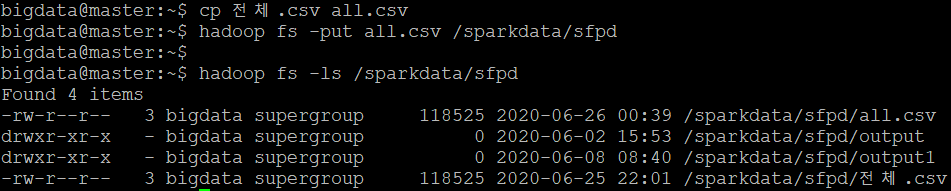 bigdata@master:~$ cp 전체.csv all.csv
bigdata@master:~$ hadoop fs -put all.csv /sparkdata/sfpd
bigdata@master:~$
bigdata@master:~$ hadoop fs -ls /sparkdata/sfpd
Found 4 items
-rw-r--r--   3 bigdata supergroup     118525 2020-06-26 00:39 /sparkdata/sfpd/all.csv
drwxr-xr-x   - bigdata supergroup          0 2020-06-02 15:53 /sparkdata/sfpd/output
drwxr-xr-x   - bigdata supergroup          0 2020-06-08 08:40 /sparkdata/sfpd/output1
-rw-r--r--   3 bigdata supergroup     118525 2020-06-25 22:01 /sparkdata/sfpd/전체.csv